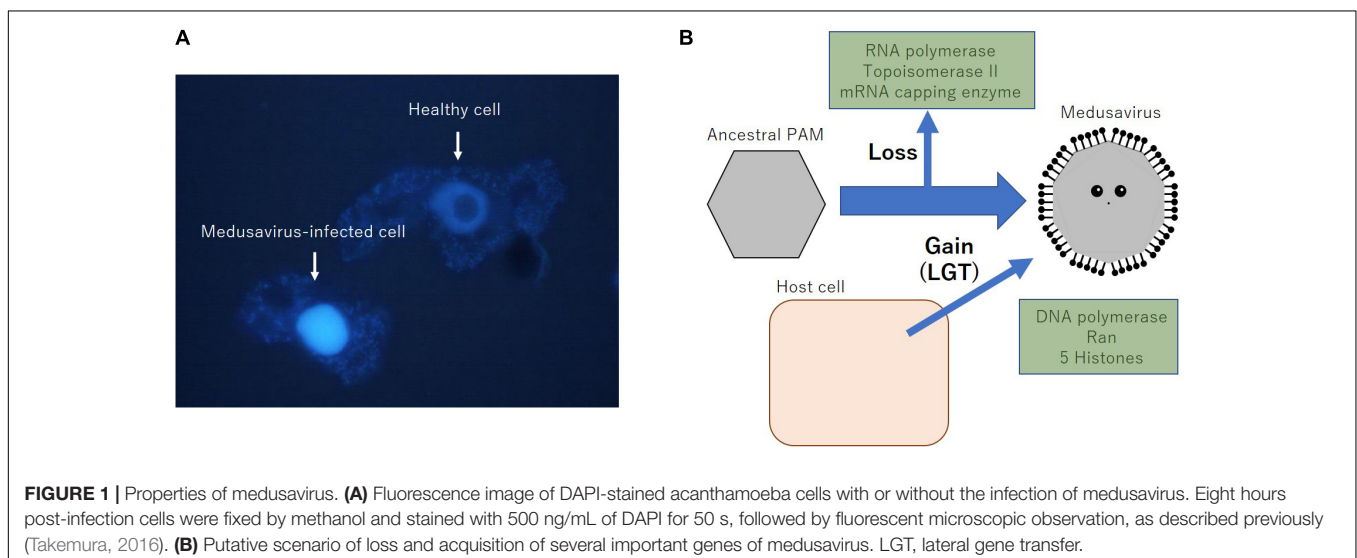 A
Healthy cell
Medusavirus-infected cell
B
RNA polymerase
Topoisomerase II
mRNA capping enzyme
Medusavirus
Ancestral PAM
Loss
Gain
(LGT)
Host cell
DNA polymerase
Ran
5 Histones
FIGURE 1 | Properties of medusavirus. (A) Fluorescence image of DAPI-stained acanthamoeba cells with or without the infection of medusavirus. Eight hours
post-infection cells were fixed by methanol and stained with 500 ng/mL of DAPI for 50 s, followed by fluorescent microscopic observation, as described previously
(Takemura, 2016). (B) Putative scenario of loss and acquisition of several important genes of medusavirus. LGT, lateral gene transfer.